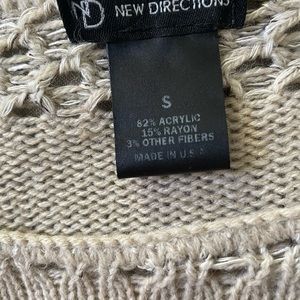 ND NEW DIRECTIONS
S
82% ACRYLIC
15% RAYON
3% OTHER FIBERS
MADE IN U.S.A